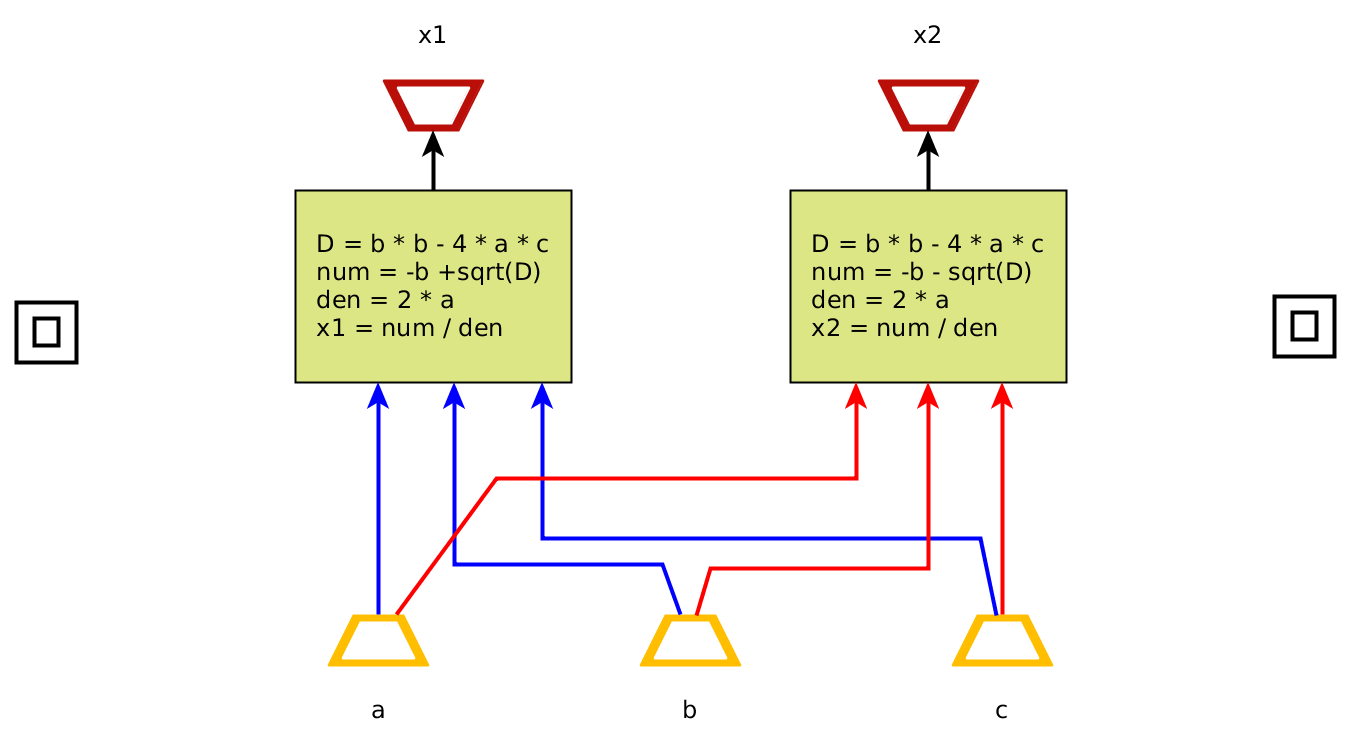 x1
x2
D = b * b - 4 * a * c
num = -b +sqrt(D)
den = 2 * a
x1 = num / den
D = b * b - 4 * a * c
num = -b - sqrt(D)
den = 2 * a
x2 = num / den
a
b
c